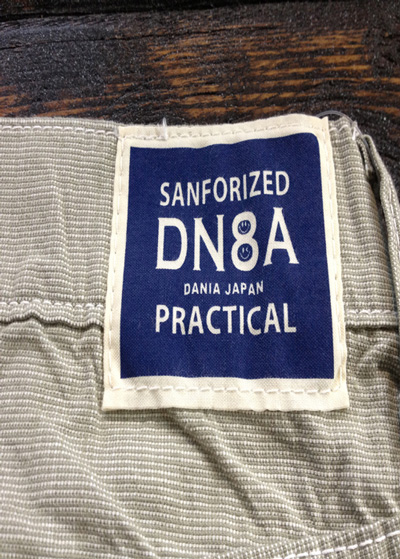 SANFORIZED
DN8A
DANIA JAPAN
PRACTICAL